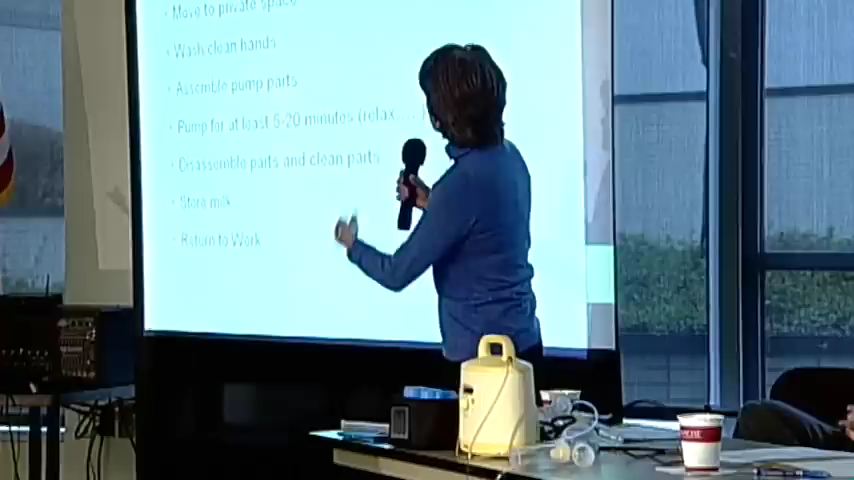 · Move to private space
· Wash clean hands
· Assemble pump parts
· Pump for at least 5-20 minutes (relax....)
· Disassemble parts and clean parts
· Store milk
· Return to Work